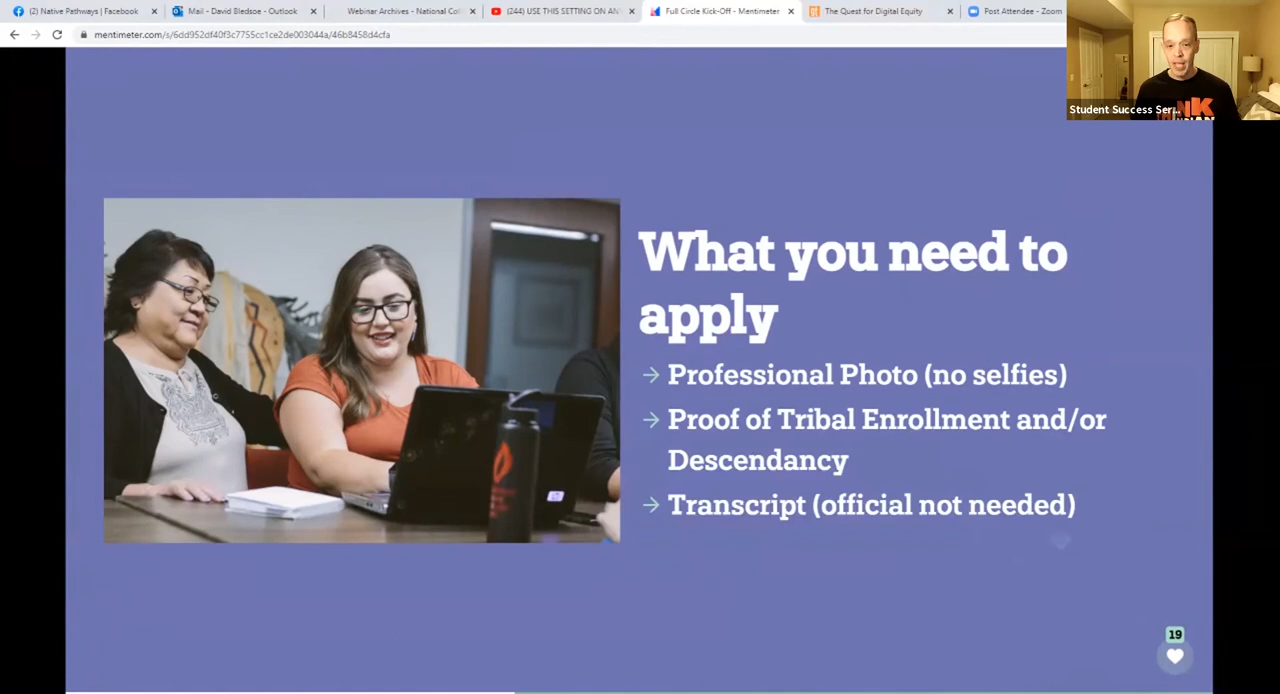 (2) Native Pathways | Facebook
Mail - David Bledsoe - Outlook
Webinar Archives - National Col
(244) USE THIS SETTING ON AN
Full Circle Kick-Off - Mentimeter
The Quest for Digital Equity
Post Attendee - Zoom
mentimeter.com/s/6dd952df40f3c7755cc1ce2de003044a/46b8458d4cfa
Student Success Ser...
What you need to
apply
→ Professional Photo (no selfies)
→ Proof of Tribal Enrollment and/or
Descendancy
→ Transcript (official not needed)
19